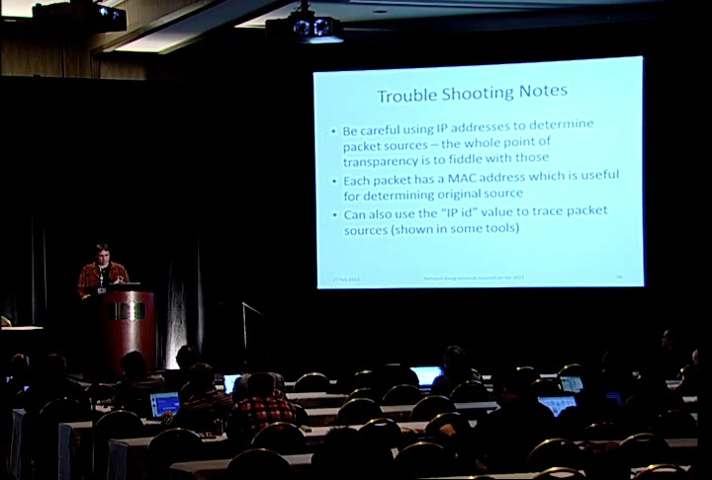 Trouble Shooting Notes
• Be careful using IP addresses to determine
packet sources – the whole point of
transparency is to fiddle with those
• Each packet has a MAC address which is useful
for determining original source
• Can also use the "IP id" value to trace packet
sources (shown in some tools)